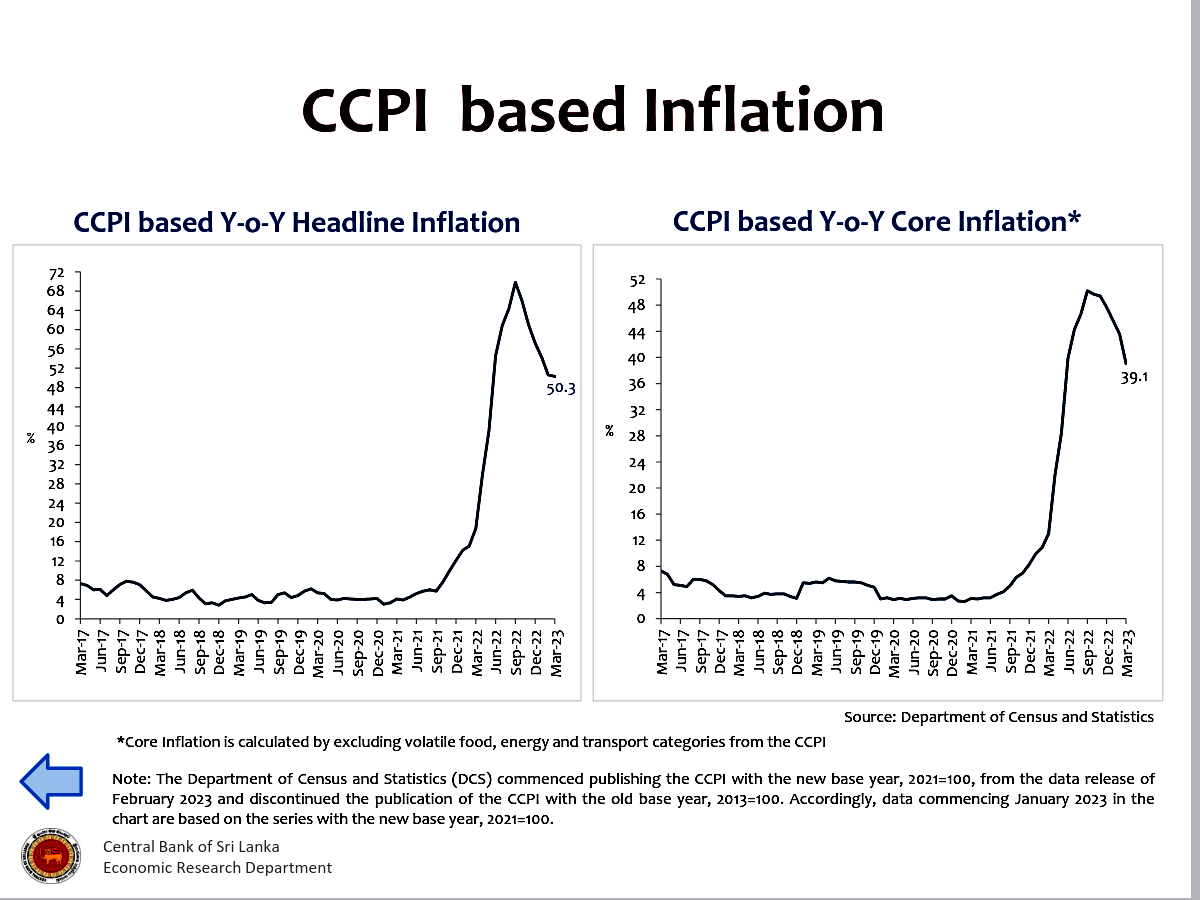 CCPI based Inflation
CCPI based Y-o-Y Headline Inflation
72
68
64
60
56
52
48
44
40
36
32
28
24
20
16
12
8
4
0
%
50.3
Mar-17
Jun-17
Sep-17
Dec-17
Mar-18
Jun-18
Sep-18
Dec-18
Mar-19
Jun-19
Sep-19
Dec-19
Mar-20
Jun-20
Sep-20
Dec-20
Mar-21
Jun-21
Sep-21
Dec-21
Mar-22
Jun-22
Sep-22
Dec-22
Mar-23
CCPI based Y-o-Y Core Inflation*
52
48
44
40
36
32
28
24
20
16
12
8
4
0
%
39.1
Mar-17
Jun-17
Sep-17
Dec-17
Mar-18
Jun-18
Sep-18
Dec-18
Mar-19
Jun-19
Sep-19
Dec-19
Mar-20
Jun-20
Sep-20
Dec-20
Mar-21
Jun-21
Sep-21
Dec-21
Mar-22
Jun-22
Sep-22
Dec-22
Mar-23
Source: Department of Census and Statistics
*Core Inflation is calculated by excluding volatile food, energy and transport categories from the CCPI
Note: The Department of Census and Statistics (DCS) commenced publishing the CCPI with the new base year, 2021=100, from the data release of
February 2023 and discontinued the publication of the CCPI with the old base year, 2013=100. Accordingly, data commencing January 2023 in the
chart are based on the series with the new base year, 2021=100.
Central Bank of Sri Lanka
Economic Research Department